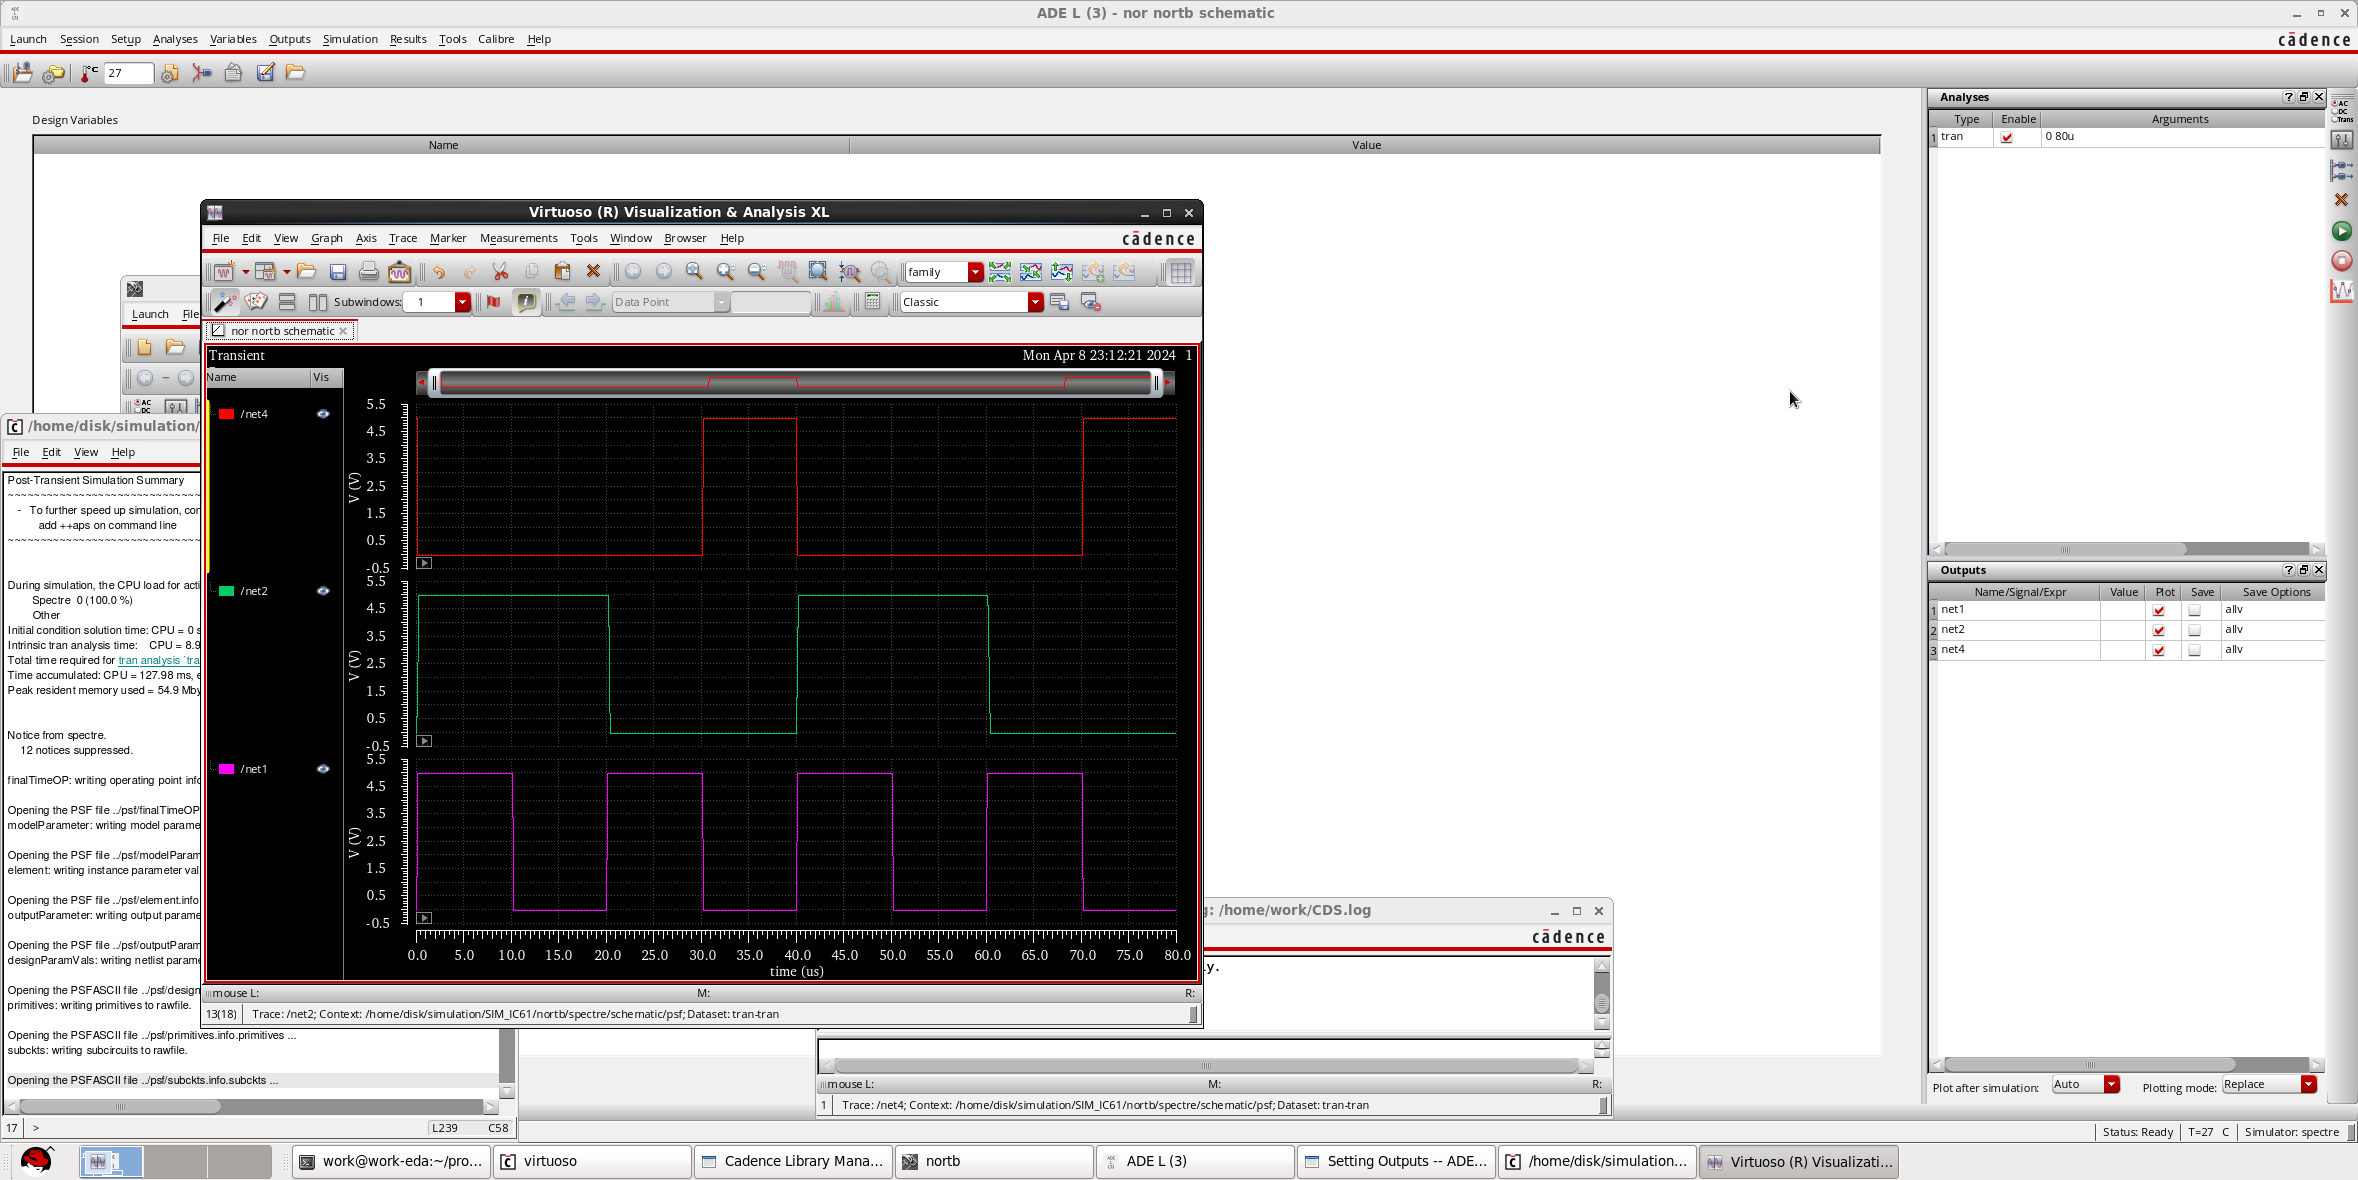 ADE L (3) - nor nortb schematic
Launch Session Setup Analyses Variables Outputs Simulation Results Tools Calibre Help
cādence
°C 27
Design Variables
Name Value
Analyses
Type Enable Arguments
1 tran 0 80u
AC
DC
Trans
Virtuoso (R) Visualization & Analysis XL
File Edit View Graph Axis Trace Marker Measurements Tools Window Browser Help
cādence
family
Subwindows: 1 Data Point Classic
nor nortb schematic
Transient Mon Apr 8 23:12:21 2024 1
Name Vis
/net4
5.5
4.5
3.5
2.5
1.5
0.5
-0.5
V (V)
/net2
5.5
4.5
3.5
2.5
1.5
0.5
-0.5
V (V)
/net1
5.5
4.5
3.5
2.5
1.5
0.5
-0.5
V (V)
0.0 5.0 10.0 15.0 20.0 25.0 30.0 35.0 40.0 45.0 50.0 55.0 60.0 65.0 70.0 75.0 80.0
time (us)
mouse L: M: R:
13(18) Trace: /net2; Context: /home/disk/simulation/SIM_IC61/nortb/spectre/schematic/psf; Dataset: tran-tran
Launch File
AC
DC
/home/disk/simulation/
File Edit View Help
Post-Transient Simulation Summary
~~~~~~~~~~~~~~~~~~~~~~~~~~~~~~
- To further speed up simulation, con
add ++aps on command line
~~~~~~~~~~~~~~~~~~~~~~~~~~~~~~
During simulation, the CPU load for acti
Spectre 0 (100.0 %)
Other
Initial condition solution time: CPU = 0 s
Intrinsic tran analysis time: CPU = 8.9
Total time required for tran analysis `tra
Time accumulated: CPU = 127.98 ms, e
Peak resident memory used = 54.9 Mby
Notice from spectre.
12 notices suppressed.
finalTimeOP: writing operating point info
Opening the PSF file ../psf/finalTimeOP
modelParameter: writing model parame
Opening the PSF file ../psf/modelParam
element: writing instance parameter val
Opening the PSF file ../psf/element.info
outputParameter: writing output parame
Opening the PSF file ../psf/outputParam
designParamVals: writing netlist parame
Opening the PSFASCII file ../psf/design
primitives: writing primitives to rawfile.
Opening the PSFASCII file ../psf/primitives.info.primitives ...
subckts: writing subcircuits to rawfile.
Opening the PSFASCII file ../psf/subckts.info.subckts ...
17 > L239 C58
g: /home/work/CDS.log
cādence
y.
mouse L: M: R:
1 Trace: /net4; Context: /home/disk/simulation/SIM_IC61/nortb/spectre/schematic/psf; Dataset: tran-tran
Outputs
Name/Signal/Expr Value Plot Save Save Options
1 net1 allv
2 net2 allv
3 net4 allv
Plot after simulation: Auto Plotting mode: Replace
Status: Ready T=27 C Simulator: spectre
work@work-eda:~/pro... virtuoso Cadence Library Mana... nortb ADE L (3) Setting Outputs -- ADE... /home/disk/simulation... Virtuoso (R) Visualizati...